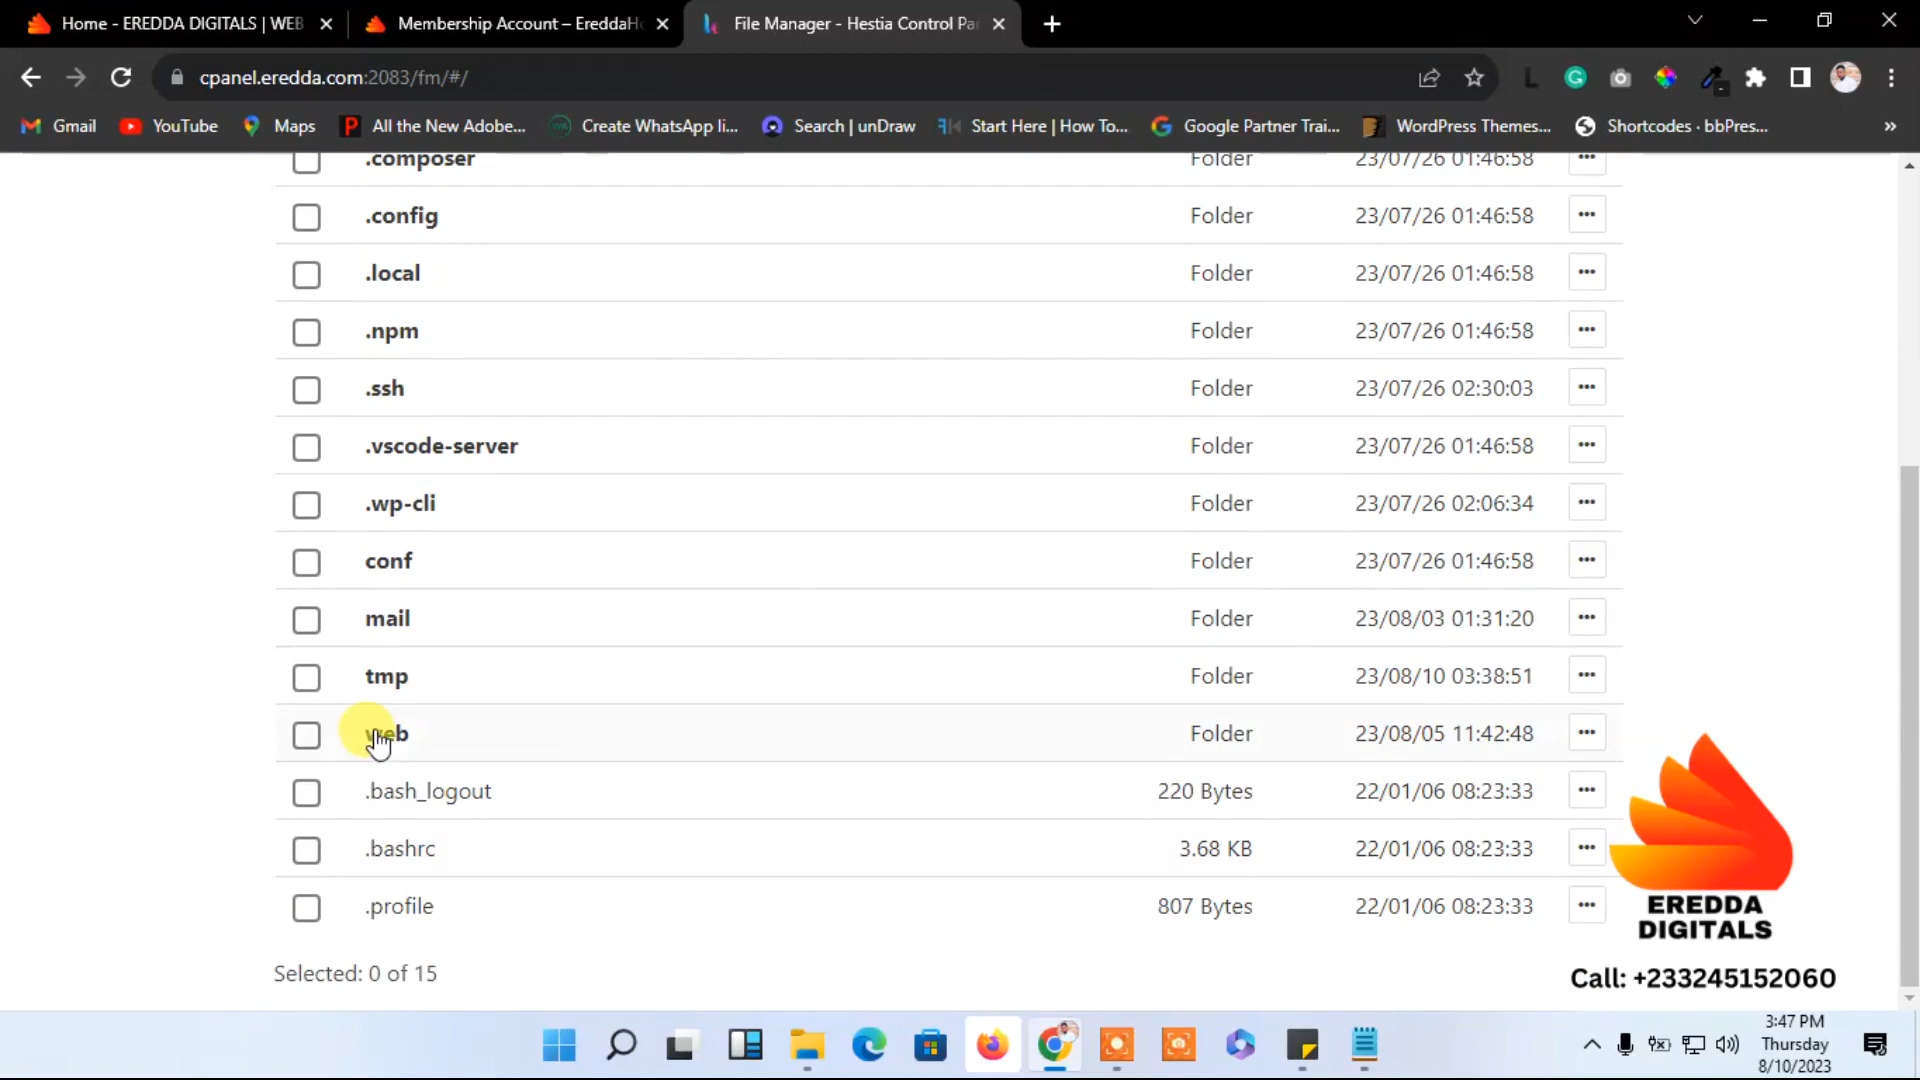 Home - EREDDA DIGITALS | WEB
Membership Account – EreddaHo
File Manager - Hestia Control Pa
cpanel.eredda.com:2083/fm/#/
Gmail
YouTube
Maps
All the New Adobe...
Create WhatsApp li...
Search | unDraw
Start Here | How To...
Google Partner Trai...
WordPress Themes...
Shortcodes · bbPres...
.composer Folder 23/07/26 01:46:58
.config Folder 23/07/26 01:46:58
.local Folder 23/07/26 01:46:58
.npm Folder 23/07/26 01:46:58
.ssh Folder 23/07/26 02:30:03
.vscode-server Folder 23/07/26 01:46:58
.wp-cli Folder 23/07/26 02:06:34
conf Folder 23/07/26 01:46:58
mail Folder 23/08/03 01:31:20
tmp Folder 23/08/10 03:38:51
web Folder 23/08/05 11:42:48
.bash_logout 220 Bytes 22/01/06 08:23:33
.bashrc 3.68 KB 22/01/06 08:23:33
.profile 807 Bytes 22/01/06 08:23:33
Selected: 0 of 15
EREDDA
DIGITALS
Call: +233245152060
3:47 PM
Thursday
8/10/2023